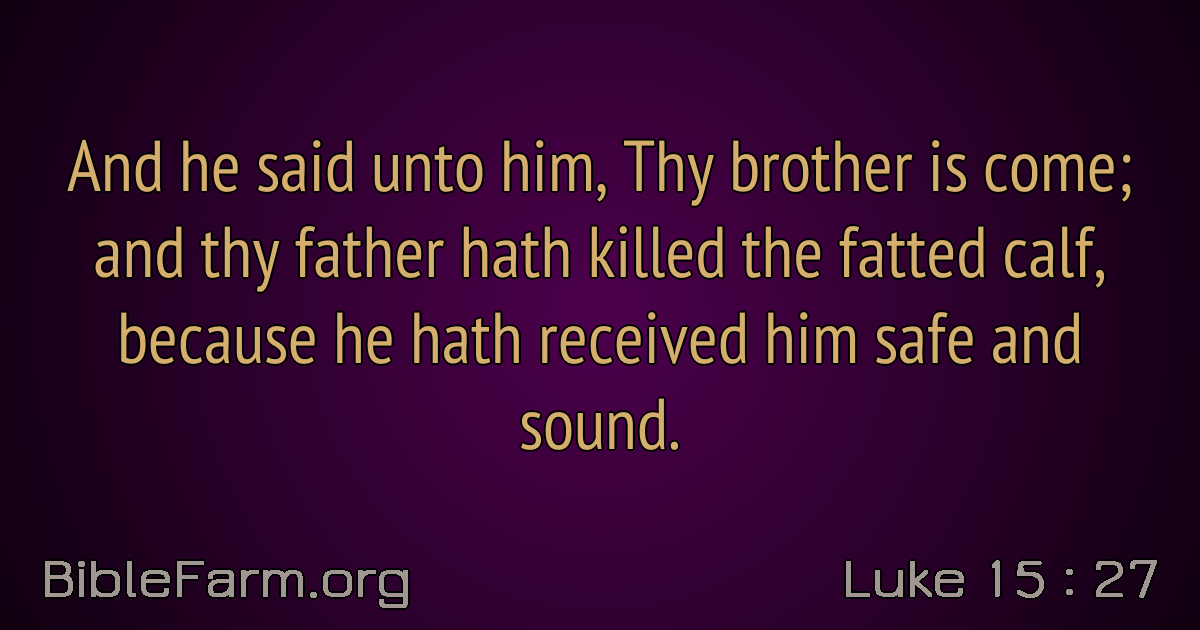 And he said unto him, Thy brother is come;
and thy father hath killed the fatted calf,
because he hath received him safe and
sound.
BibleFarm.org
Luke 15 : 27